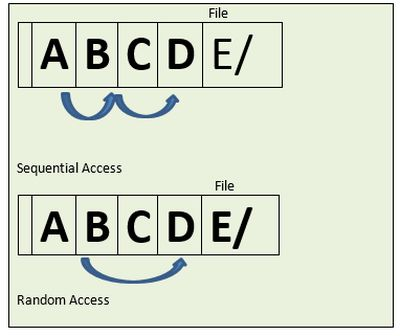 File
A B C D E/
Sequential Access
File
A B C D E/
Random Access